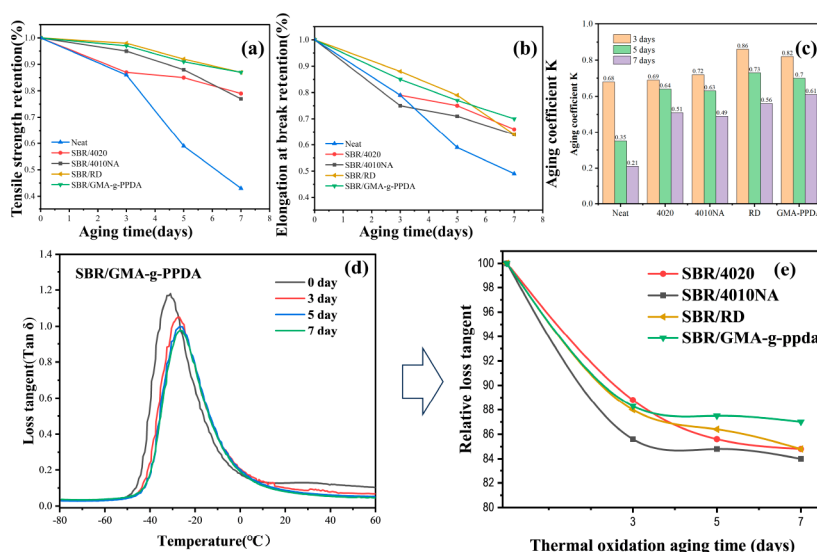 (a)
Tensile strength retention(%)
1.0
0.9
0.8
0.7
0.6
0.5
0.4
Neat
SBR/4020
SBR/4010NA
SBR/RD
SBR/GMA-g-PPDA
0 1 2 3 4 5 6 7 8
Aging time(days)
(b)
Elongation at break retention(%)
1.0
0.9
0.8
0.7
0.6
0.5
0.4
Neat
SBR/4020
SBR/4010NA
SBR/RD
SBR/GMA-g-PPDA
0 1 2 3 4 5 6 7 8
Aging time(days)
(c)
Aging coefficient K
1.0
0.8
0.6
0.4
0.2
0.0
3 days
5 days
7 days
0.68 0.35 0.21
0.69 0.64 0.51
0.72 0.63 0.49
0.86 0.73 0.56
0.82 0.7 0.61
Neat 4020 4010NA RD GMA-PPDA
(d)
SBR/GMA-g-PPDA
Loss tangent(Tan δ)
1.4
1.2
1.0
0.8
0.6
0.4
0.2
0.0
0 day
3 day
5 day
7 day
-80 -60 -40 -20 0 20 40 60
Temperature(°C)
(e)
Relative loss tangent
100
98
96
94
92
90
88
86
84
82
80
SBR/4020
SBR/4010NA
SBR/RD
SBR/GMA-g-ppda
3 5 7
Thermal oxidation aging time (days)